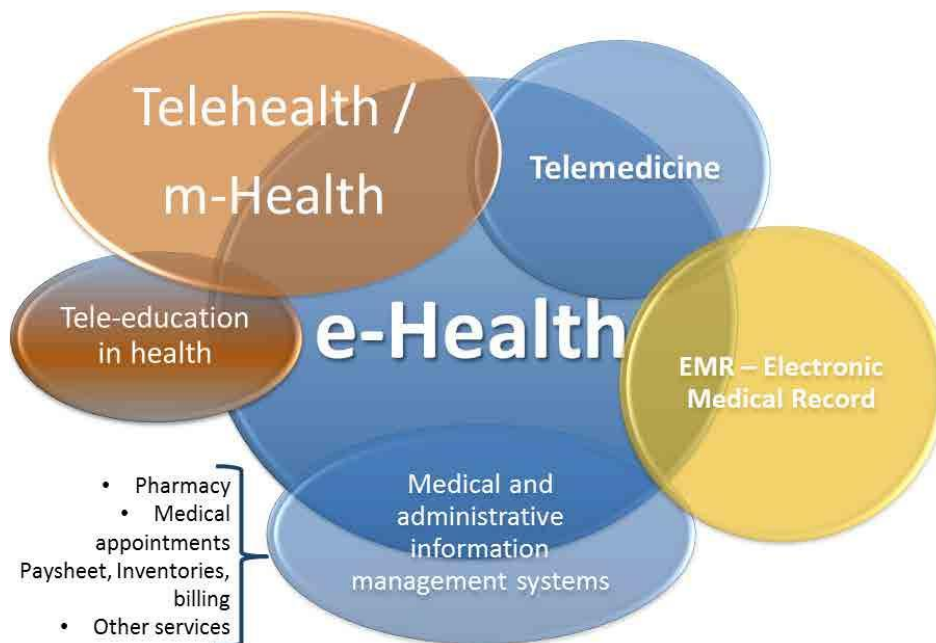 Telehealth /
m-Health
Telemedicine
Tele-education
in health
e-Health
EMR – Electronic
Medical Record
Medical and
administrative
information
management systems
• Pharmacy
• Medical
appointments
Paysheet, Inventories,
billing
• Other services